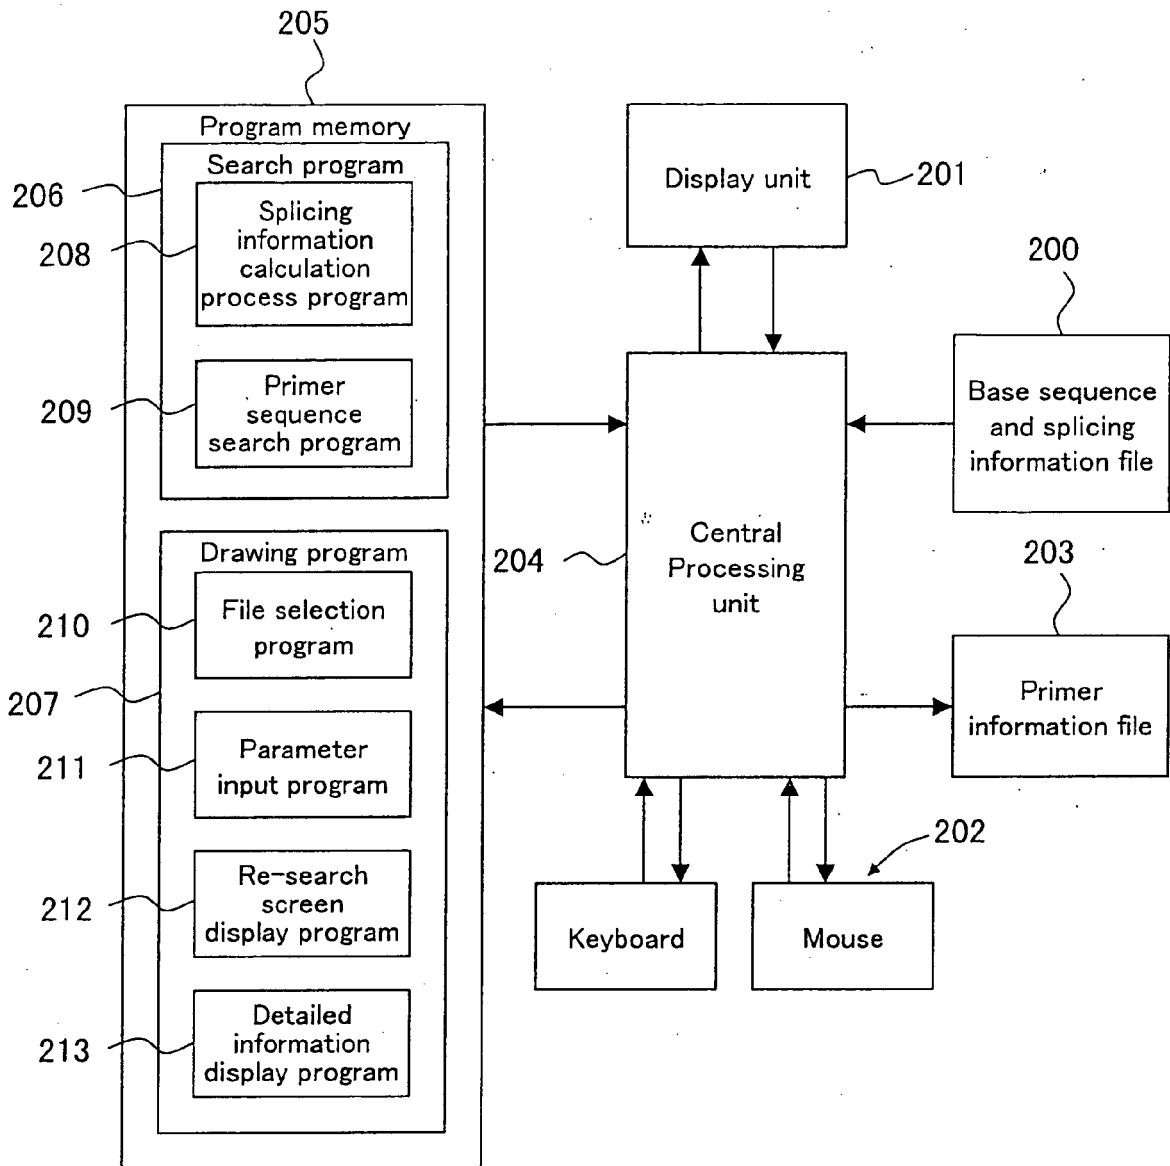 205
Program memory
Search program
206
Splicing
information
calculation
process program
208
Primer
sequence
search program
209
Drawing program
File selection
program
210
207
Parameter
input program
211
Re-search
screen
display program
212
Detailed
information
display program
213
Display unit
201
200
Base sequence
and splicing
information file
Central
Processing
unit
204
203
Primer
information file
202
Keyboard
Mouse